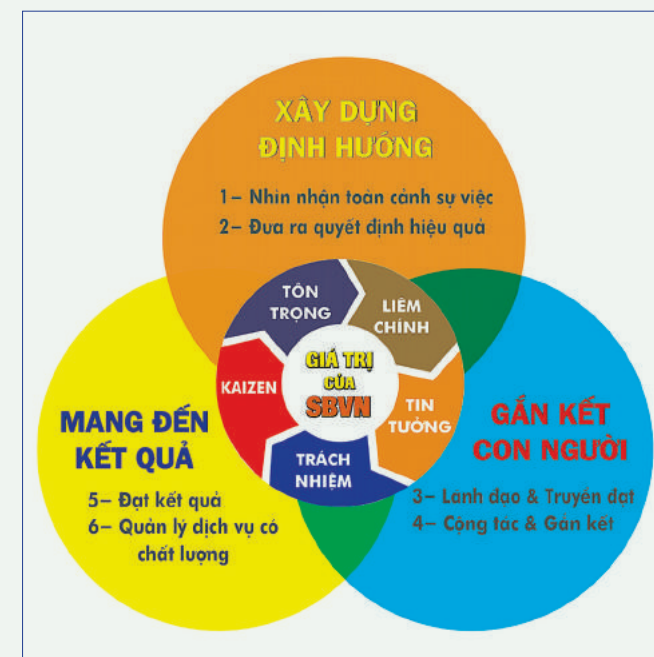 XÂY DỰNG
ĐỊNH HƯỚNG
1– Nhìn nhận toàn cảnh sự việc
2– Đưa ra quyết định hiệu quả
TÔN
TRỌNG
LIÊM
CHÍNH
KAIZEN
GIÁ TRỊ
CỦA
SBVN
TIN
TƯỞNG
TRÁCH
NHIỆM
MANG ĐẾN
KẾT QUẢ
5– Đạt kết quả
6– Quản lý dịch vụ có
chất lượng
GẮN KẾT
CON NGƯỜI
3– Lãnh đạo & Truyền đạt
4– Cộng tác & Gắn kết